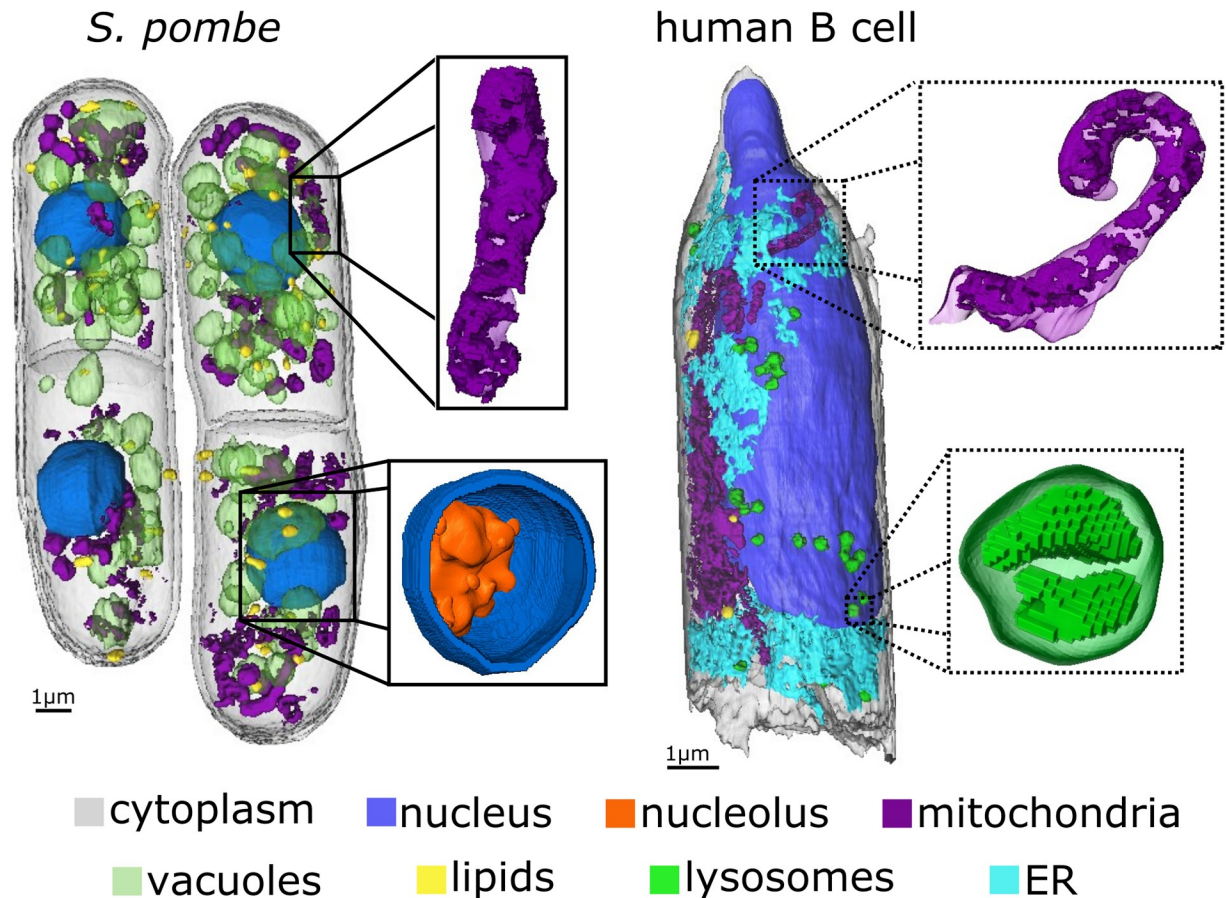 S. pombe
human B cell
1µm
1µm
cytoplasm
nucleus
nucleolus
mitochondria
vacuoles
lipids
lysosomes
ER